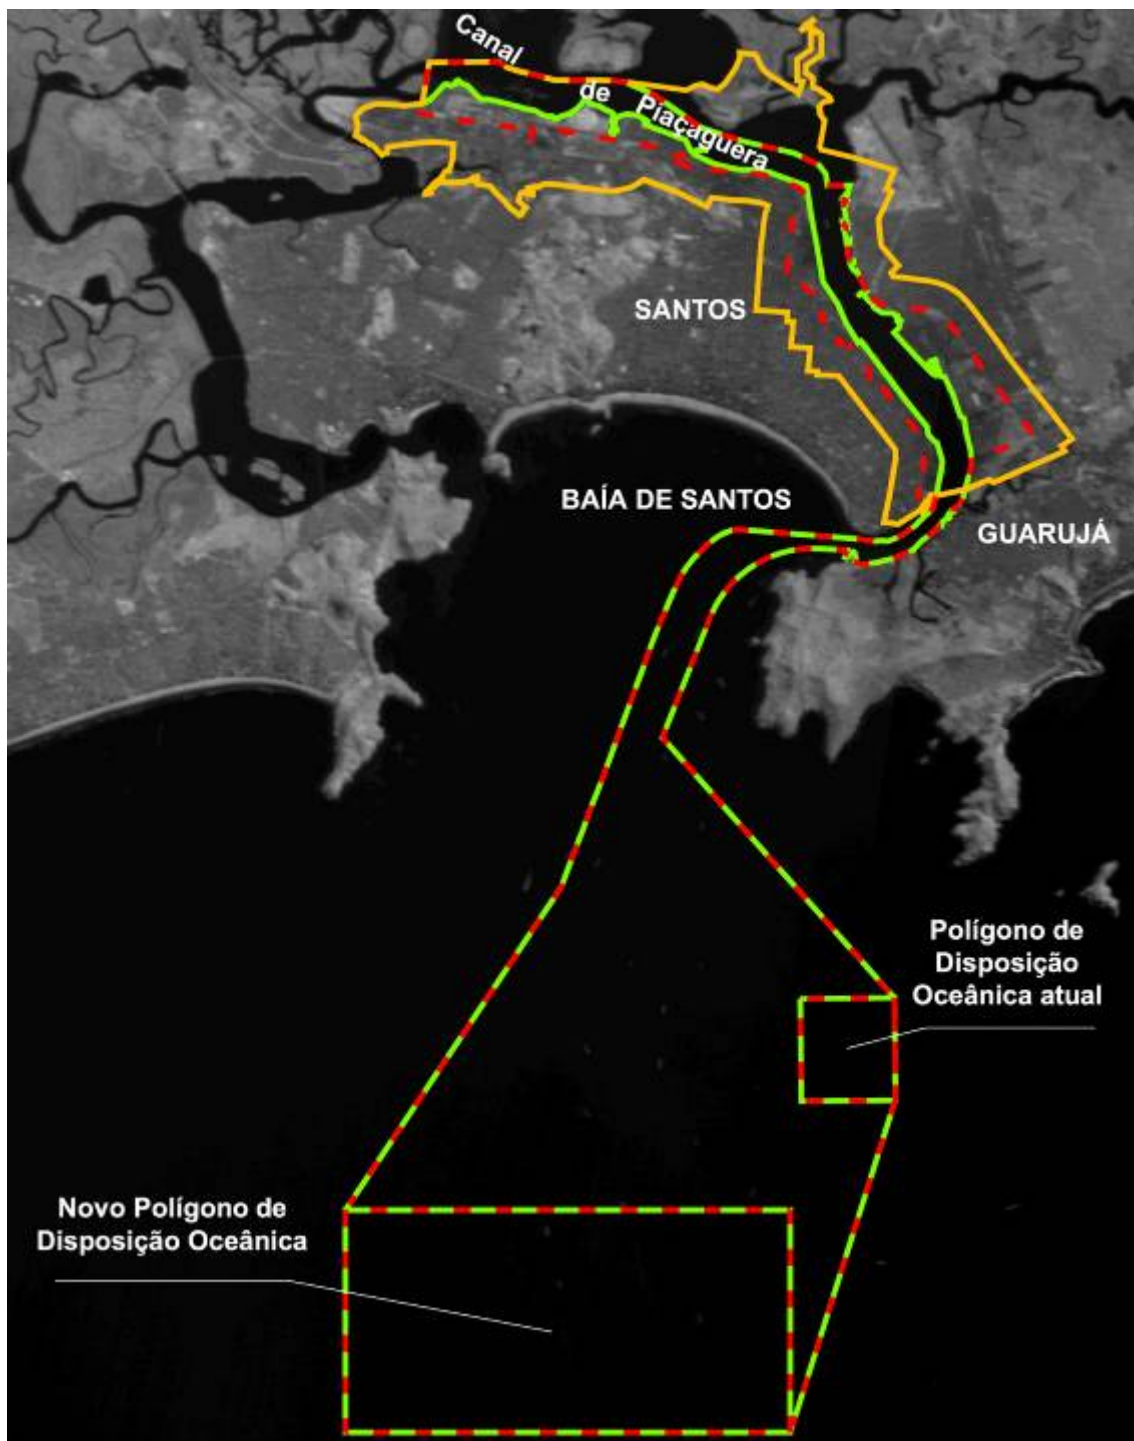 Canal
de Piaçaguera
SANTOS
BAÍA DE SANTOS
GUARUJÁ
Polígono de
Disposição
Oceânica atual
Novo Polígono de
Disposição Oceânica